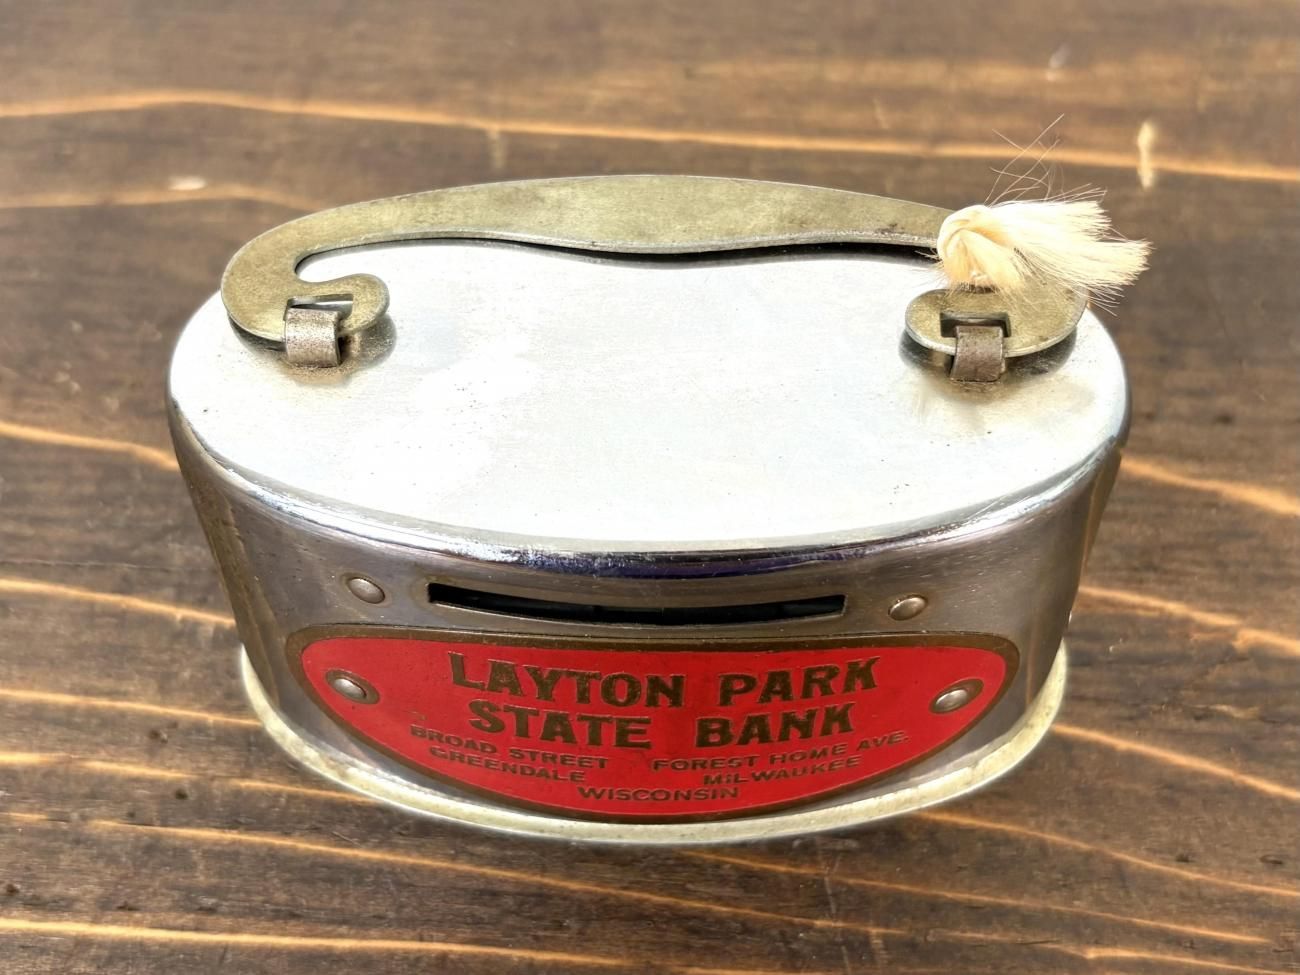 LAYTON PARK
STATE BANK
BROAD STREET FOREST HOME AVE.
GREENDALE MILWAUKEE
WISCONSIN